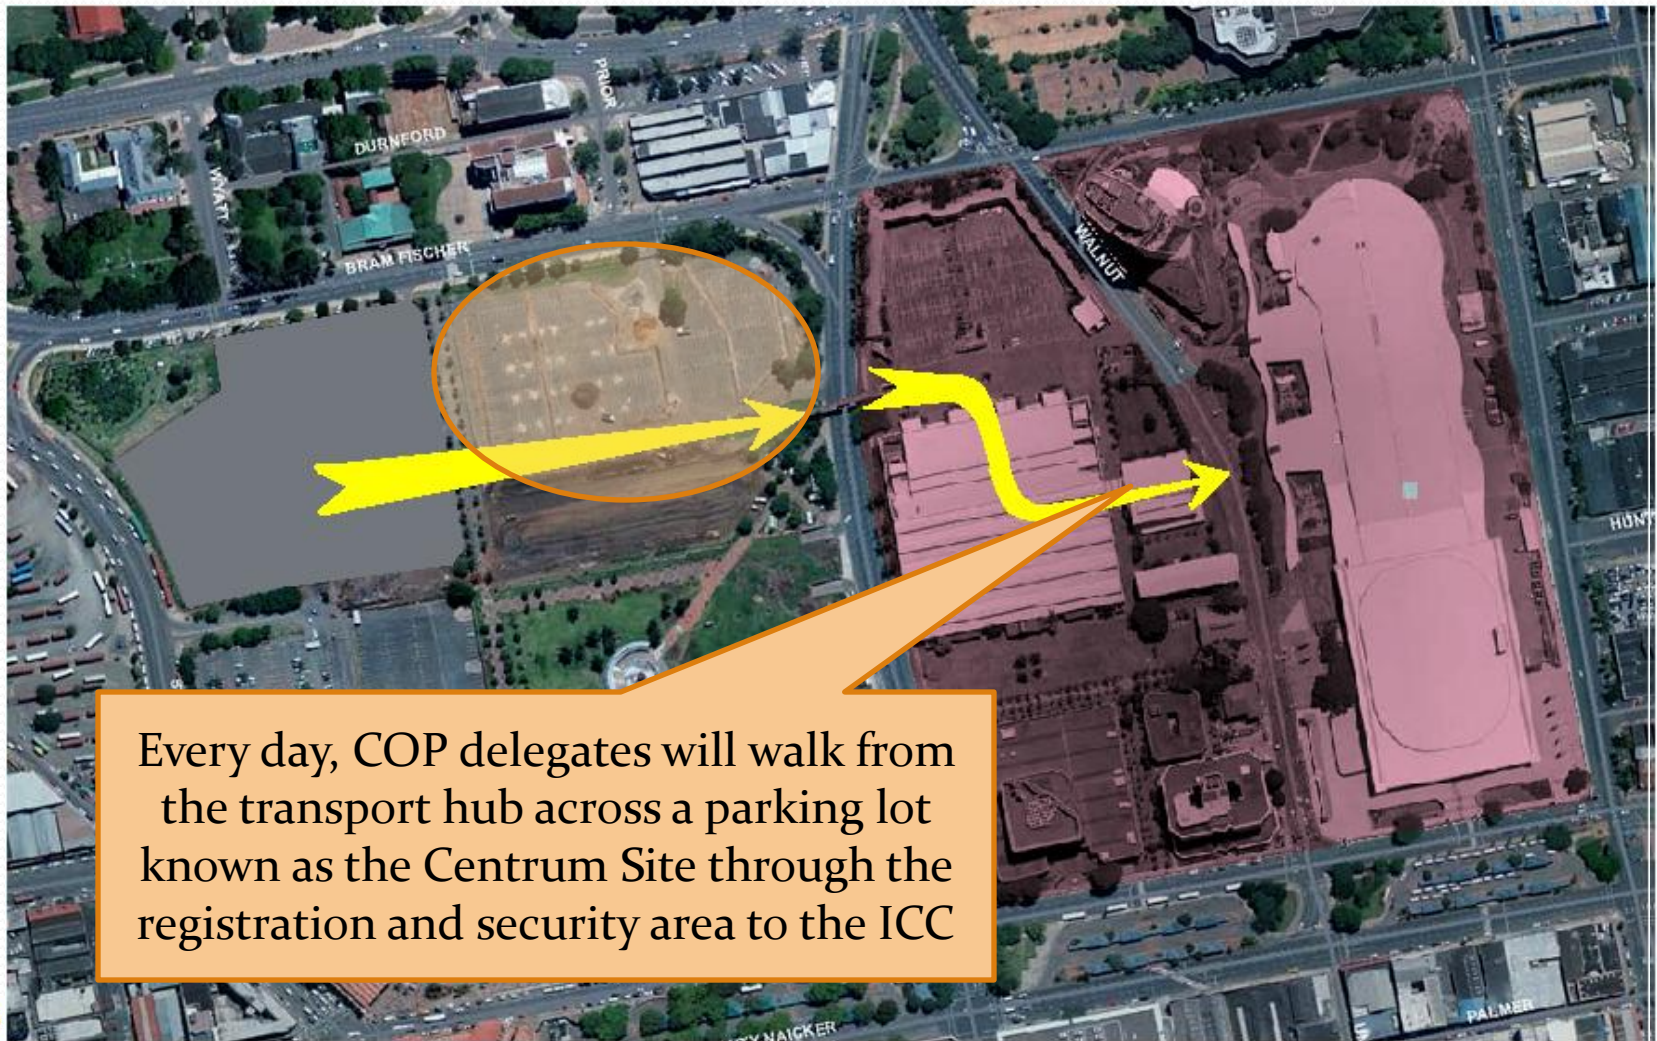 PRIOR
DURNFORD
WYATT
BRAM FISCHER
WALNUT
Every day, COP delegates will walk from
the transport hub across a parking lot
known as the Centrum Site through the
registration and security area to the ICC
NAICKER
PALMER